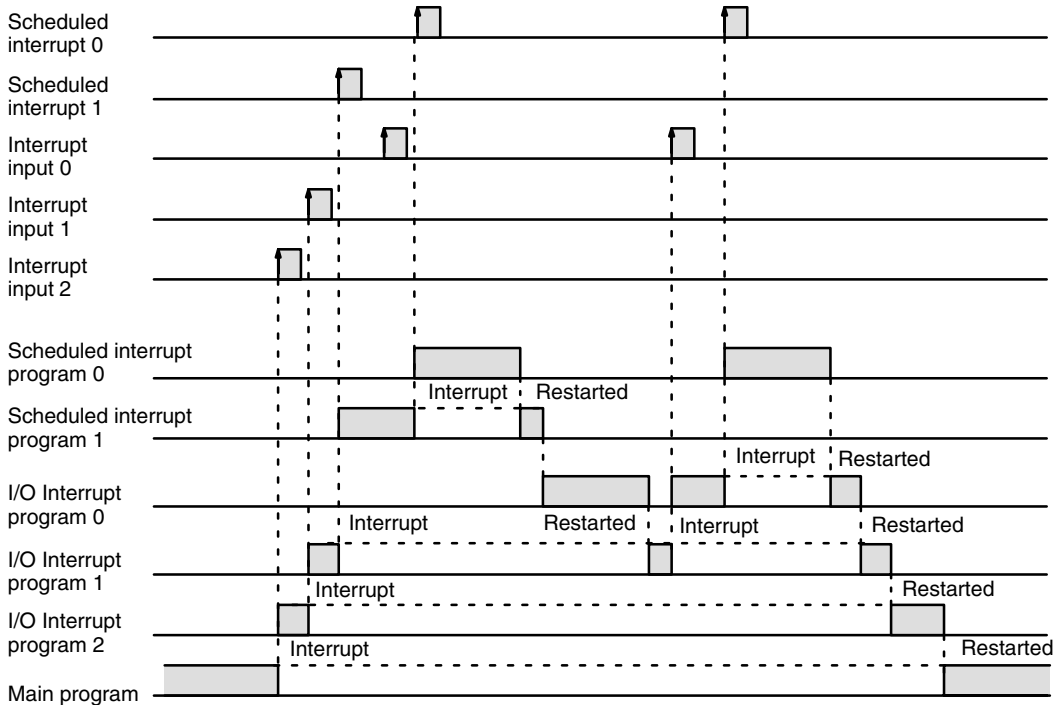 Scheduled
interrupt 0
Scheduled
interrupt 1
Interrupt
input 0
Interrupt
input 1
Interrupt
input 2
Scheduled interrupt
program 0
Interrupt Restarted
Scheduled interrupt
program 1
Interrupt Restarted
I/O Interrupt
program 0
Interrupt Restarted Interrupt Restarted
I/O Interrupt
program 1
Interrupt Restarted
I/O Interrupt
program 2
Interrupt Restarted
Main program